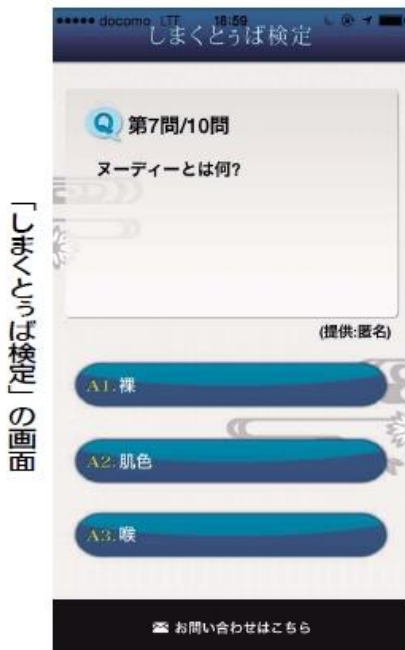 「しまくとぅば検定」の画面
docomo LTE 18:59
しまくとぅば検定
Q 第7問/10問
ヌーディーとは何?
(提供:匿名)
A1. 裸
A2. 肌色
A3. 喉
お問い合わせはこちら